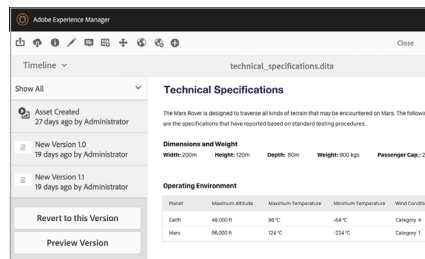 Adobe Experience Manager
Close
Timeline
technical_specifications.dita
Show All
Asset Created
27 days ago by Administrator
New Version 1.0
19 days ago by Administrator
New Version 1.1
19 days ago by Administrator
Revert to this Version
Preview Version
Technical Specifications
The Mars Rover is designed to traverse all kinds of terrain that may be encountered on Mars. The followin
are the specifications that have reported based on standard testing procedures.
Dimensions and Weight
Width: 200m Height: 120m Depth: 80m Weight: 900 kgs Passenger Cap.: 2
Operating Environment
Planet Maximum Altitude Maximum Temperature Minimum Temperature Wind Conditi
Earth 49,000 ft 98 °C -64 °C Category 4
Mars 98,000 ft 124 °C -224 °C Category 1